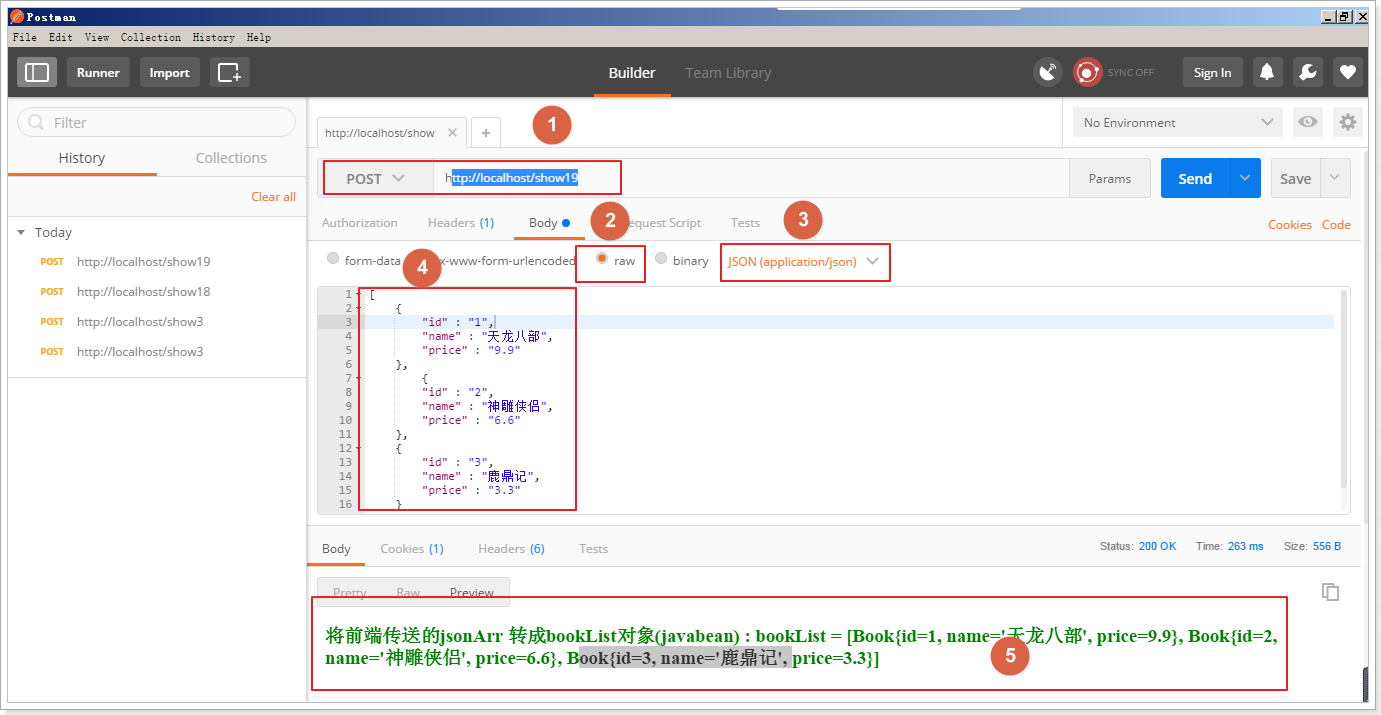 Postman
File Edit View Collection History Help
Runner Import Builder Team Library SYNC OFF Sign In
Filter
History Collections
Clear all
Today
POST http://localhost/show19
POST http://localhost/show18
POST http://localhost/show3
POST http://localhost/show3
http://localhost/show × + 1 No Environment
POST http://localhost/show19 Params Send Save
Authorization Headers (1) Body 2 equest Script Tests 3 Cookies Code
form-data 4 x-www-form-urlencoded raw binary JSON (application/json)
1 [
2 {
3 "id" : "1",
4 "name" : "天龙八部",
5 "price" : "9.9"
6 },
7 {
8 "id" : "2",
9 "name" : "神雕侠侣",
10 "price" : "6.6"
11 },
12 {
13 "id" : "3",
14 "name" : "鹿鼎记",
15 "price" : "3.3"
16 }
Body Cookies (1) Headers (6) Tests Status: 200 OK Time: 263 ms Size: 556 B
Pretty Raw Preview
将前端传送的jsonArr 转成bookList对象(javabean) : bookList = [Book{id=1, name='天龙八部', price=9.9}, Book{id=2,
name='神雕侠侣', price=6.6}, Book{id=3, name='鹿鼎记', price=3.3}]
5